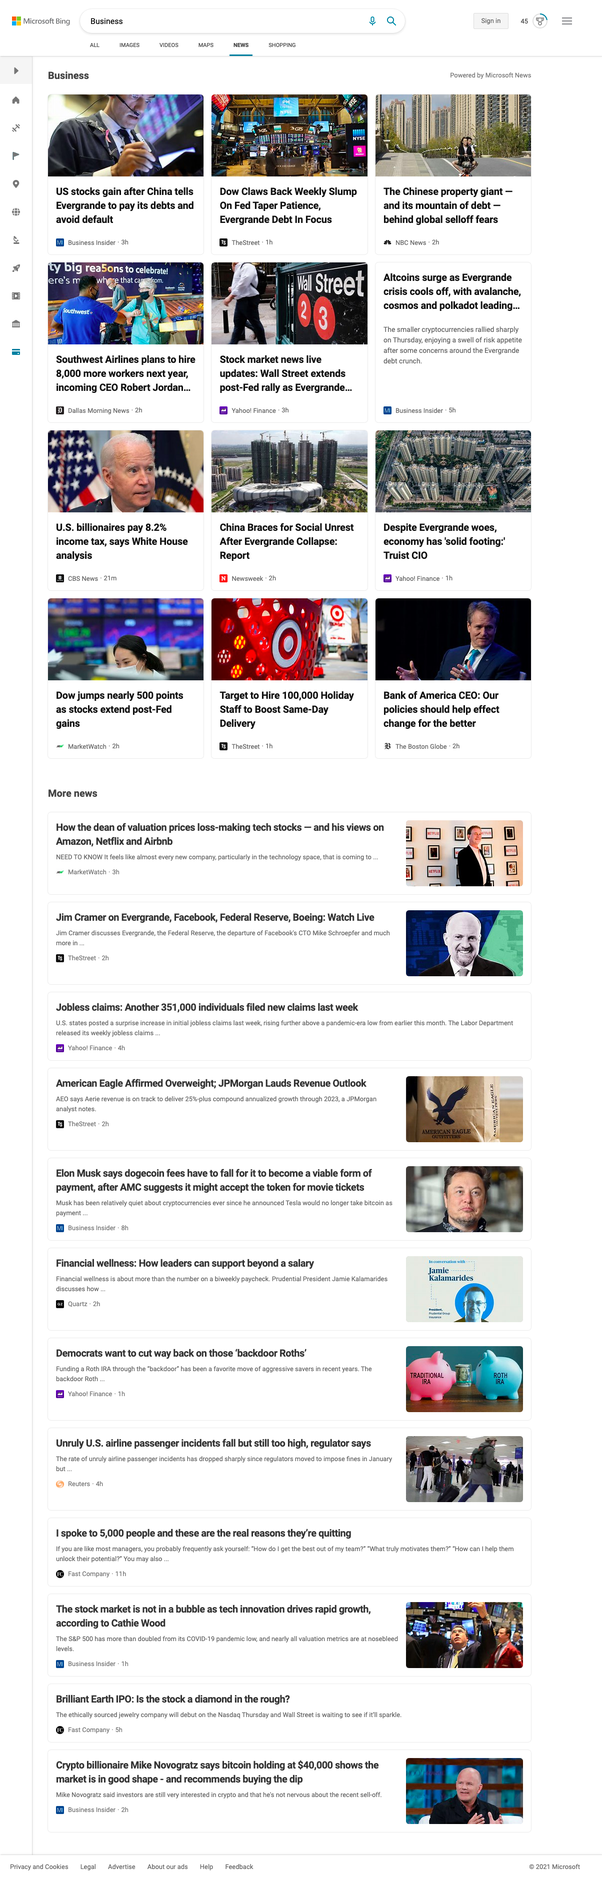 Microsoft Bing
Business
Sign in
45
ALL
IMAGES
VIDEOS
MAPS
NEWS
SHOPPING
Business
Powered by Microsoft News
US stocks gain after China tells
Evergrande to pay its debts and
avoid default
Business Insider · 3h
NYSE
Dow Claws Back Weekly Slump
On Fed Taper Patience,
Evergrande Debt In Focus
TheStreet · 1h
The Chinese property giant —
and its mountain of debt —
behind global selloff fears
NBC News · 2h
ty big reasons to celebrate!
Southwest
Southwest Airlines plans to hire
8,000 more workers next year,
incoming CEO Robert Jordan...
Dallas Morning News · 2h
Wall Street
2 3
Stock market news live
updates: Wall Street extends
post-Fed rally as Evergrande...
Yahoo! Finance · 3h
Altcoins surge as Evergrande
crisis cools off, with avalanche,
cosmos and polkadot leading...
The smaller cryptocurrencies rallied sharply
on Thursday, enjoying a swell of risk appetite
after some concerns around the Evergrande
debt crunch.
Business Insider · 5h
U.S. billionaires pay 8.2%
income tax, says White House
analysis
CBS News · 21m
China Braces for Social Unrest
After Evergrande Collapse:
Report
Newsweek · 2h
Despite Evergrande woes,
economy has 'solid footing:'
Truist CIO
Yahoo! Finance · 1h
Dow jumps nearly 500 points
as stocks extend post-Fed
gains
MarketWatch · 2h
Target to Hire 100,000 Holiday
Staff to Boost Same-Day
Delivery
TheStreet · 1h
Bank of America CEO: Our
policies should help effect
change for the better
The Boston Globe · 2h
More news
How the dean of valuation prices loss-making tech stocks — and his views on
Amazon, Netflix and Airbnb
NEED TO KNOW It feels like almost every new company, particularly in the technology space, that is coming to ...
MarketWatch · 3h
Jim Cramer on Evergrande, Facebook, Federal Reserve, Boeing: Watch Live
Jim Cramer discusses Evergrande, the Federal Reserve, the departure of Facebook's CTO Mike Schroepfer and much
more in ...
TheStreet · 2h
Jobless claims: Another 351,000 individuals filed new claims last week
U.S. states posted a surprise increase in initial jobless claims last week, rising further above a pandemic-era low from earlier this month. The Labor Department
released its weekly jobless claims ...
Yahoo! Finance · 4h
American Eagle Affirmed Overweight; JPMorgan Lauds Revenue Outlook
AEO says Aerie revenue is on track to deliver 25%-plus compound annualized growth through 2023, a JPMorgan
analyst notes.
TheStreet · 2h
AMERICAN EAGLE
OUTFITTERS
Elon Musk says dogecoin fees have to fall for it to become a viable form of
payment, after AMC suggests it might accept the token for movie tickets
Musk has been relatively quiet about cryptocurrencies ever since he announced Tesla would no longer take bitcoin as
payment ...
Business Insider · 8h
Financial wellness: How leaders can support beyond a salary
Financial wellness is about more than the number on a biweekly paycheck. Prudential President Jamie Kalamarides
discusses how ...
Quartz · 2h
In conversation with
Jamie
Kalamarides
President,
Democrats want to cut way back on those 'backdoor Roths'
Funding a Roth IRA through the "backdoor" has been a favorite move of aggressive savers in recent years. The
backdoor Roth ...
Yahoo! Finance · 1h
TRADITIONAL
IRA
ROTH
IRA
Unruly U.S. airline passenger incidents fall but still too high, regulator says
The rate of unruly airline passenger incidents has dropped sharply since regulators moved to impose fines in January
but ...
Reuters · 4h
I spoke to 5,000 people and these are the real reasons they're quitting
If you are like most managers, you probably frequently ask yourself: "How do I get the best out of my team?" "What truly motivates them?" "How can I help them
unlock their potential?" You may also ...
Fast Company · 11h
The stock market is not in a bubble as tech innovation drives rapid growth,
according to Cathie Wood
The S&P 500 has more than doubled from its COVID-19 pandemic low, and nearly all valuation metrics are at nosebleed
levels.
Business Insider · 1h
Brilliant Earth IPO: Is the stock a diamond in the rough?
The ethically sourced jewelry company will debut on the Nasdaq Thursday and Wall Street is waiting to see if it'll sparkle.
Fast Company · 5h
Crypto billionaire Mike Novogratz says bitcoin holding at $40,000 shows the
market is in good shape - and recommends buying the dip
Mike Novogratz said investors are still very interested in crypto and that he's not nervous about the recent sell-off.
Business Insider · 2h
Privacy and Cookies
Legal
Advertise
About our ads
Help
Feedback
© 2021 Microsoft